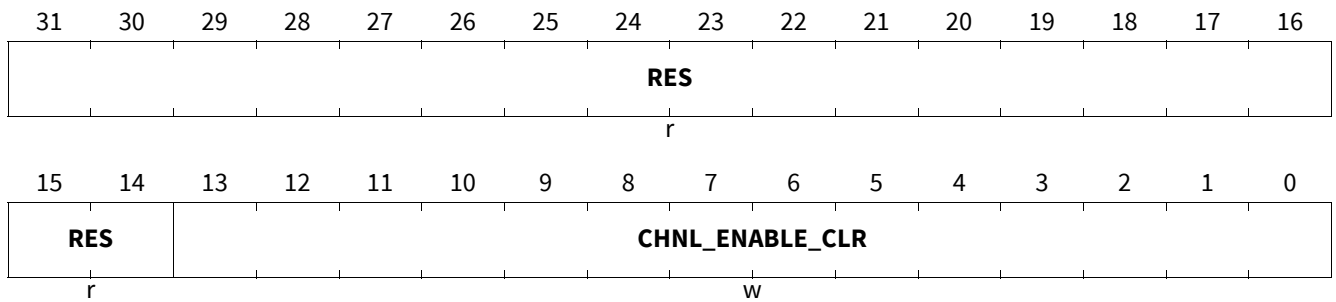 31 30 29 28 27 26 25 24 23 22 21 20 19 18 17 16
RES
r
15 14 13 12 11 10 9 8 7 6 5 4 3 2 1 0
RES CHNL_ENABLE_CLR
r w